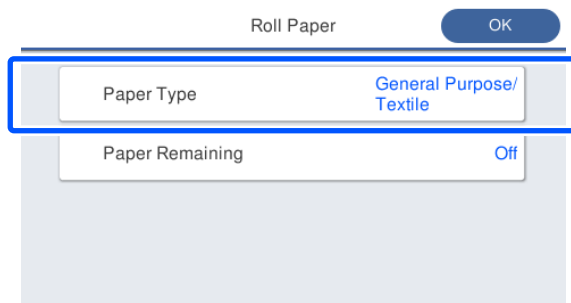 Roll Paper
OK
Paper Type
General Purpose/
Textile
Paper Remaining
Off